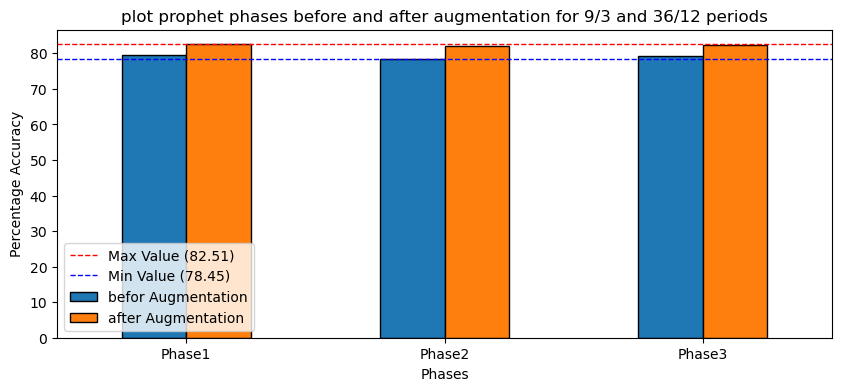 plot prophet phases before and after augmentation for 9/3 and 36/12 periods
Percentage Accuracy
80
70
60
50
40
30
20
10
0
Max Value (82.51)
Min Value (78.45)
befor Augmentation
after Augmentation
Phase1
Phase2
Phase3
Phases